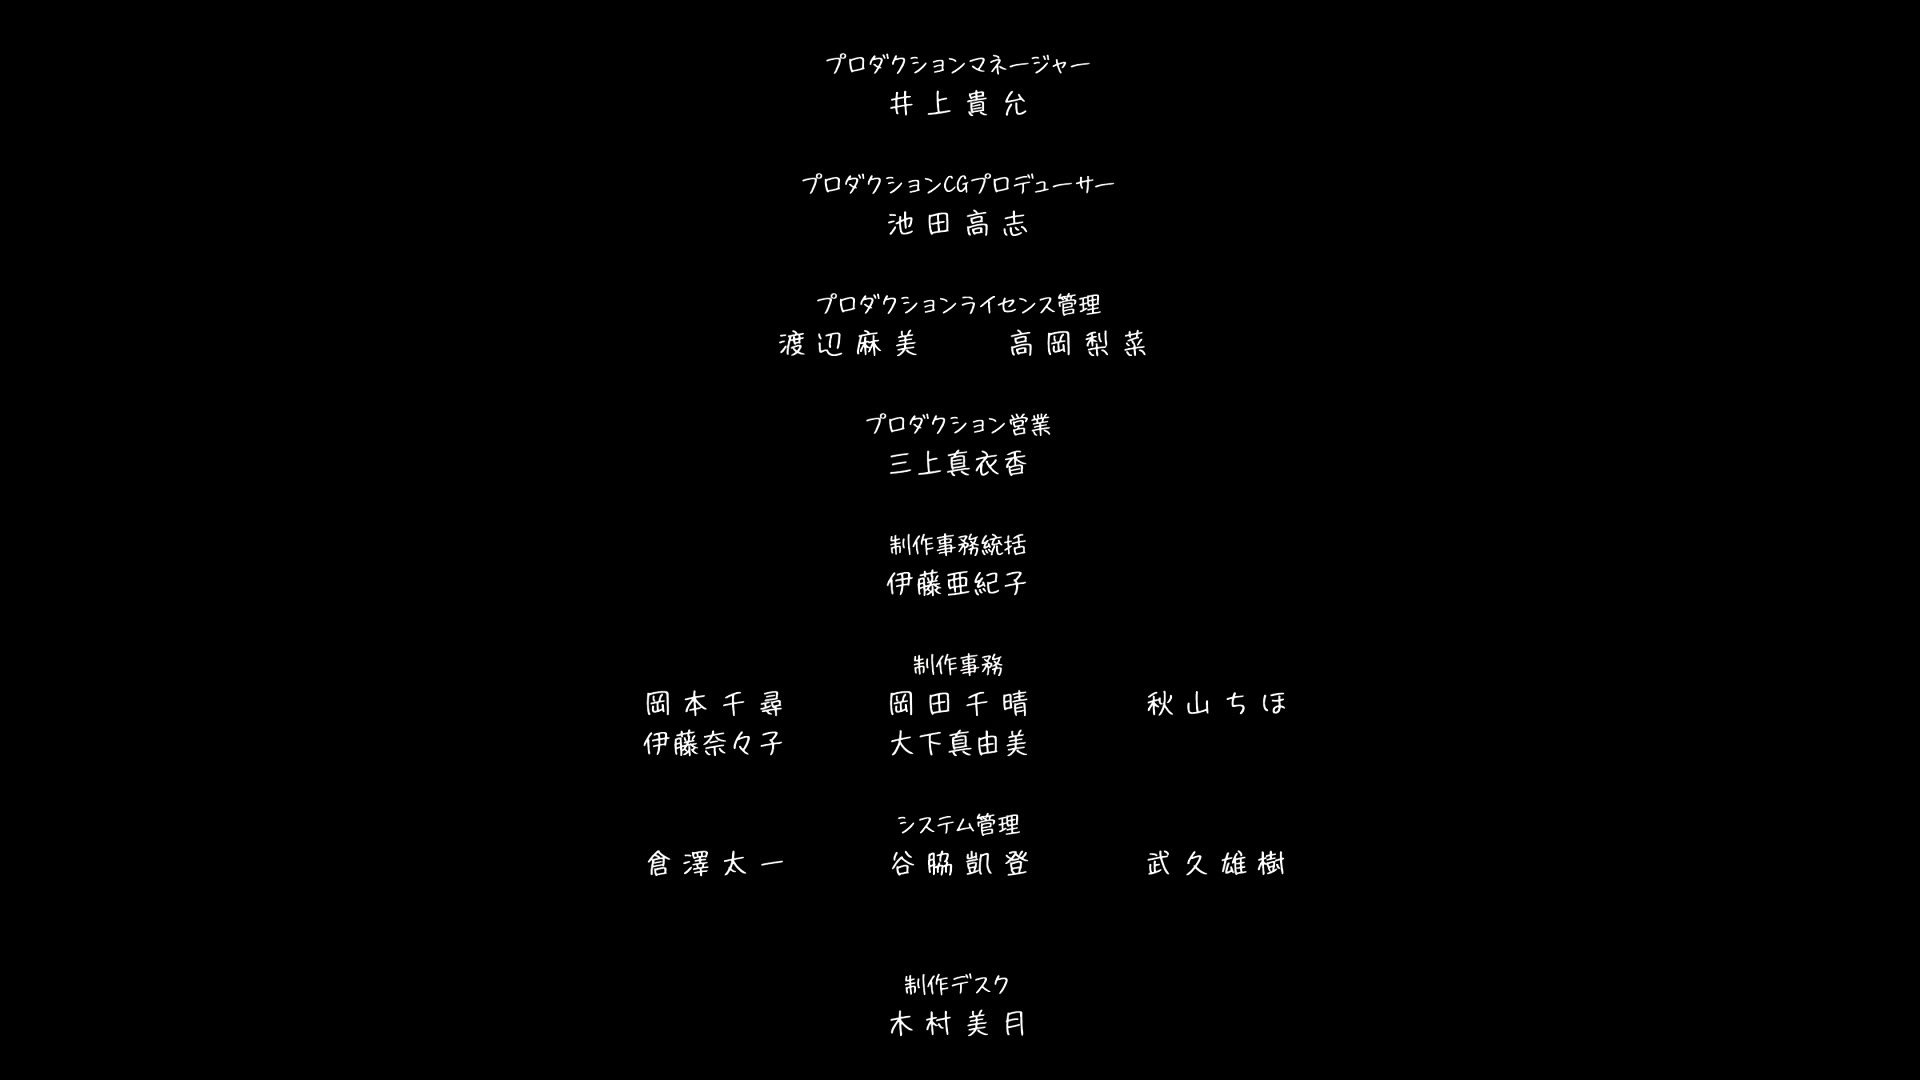 プロダクションマネージャー
井上貴允
プロダクションCGプロデューサー
池田高志
プロダクションライセンス管理
渡辺麻美 高岡梨菜
プロダクション営業
三上真衣香
制作事務統括
伊藤亜紀子
制作事務
岡本千尋 岡田千晴 秋山ちほ
伊藤奈々子 大下真由美
システム管理
倉澤太一 谷脇凱登 武久雄樹
制作デスク
木村美月